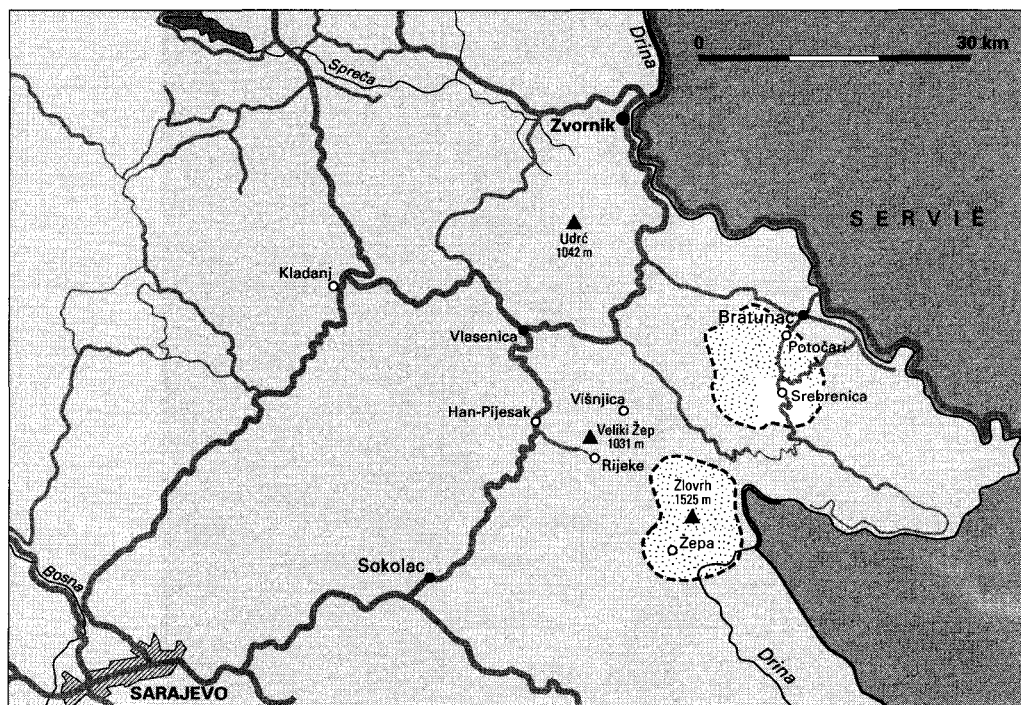 Drina
0 30 km
Spreča
Zvornik
SERVIË
Udrć
1042 m
Kladanj
Bratunac
Vlasenica
Potočari
Srebrenica
Višnjica
Han-Pijesak
Veliki Žep
1031 m
Rijeke
Žlovrh
1525 m
Žepa
Sokolac
Bosna
Drina
SARAJEVO